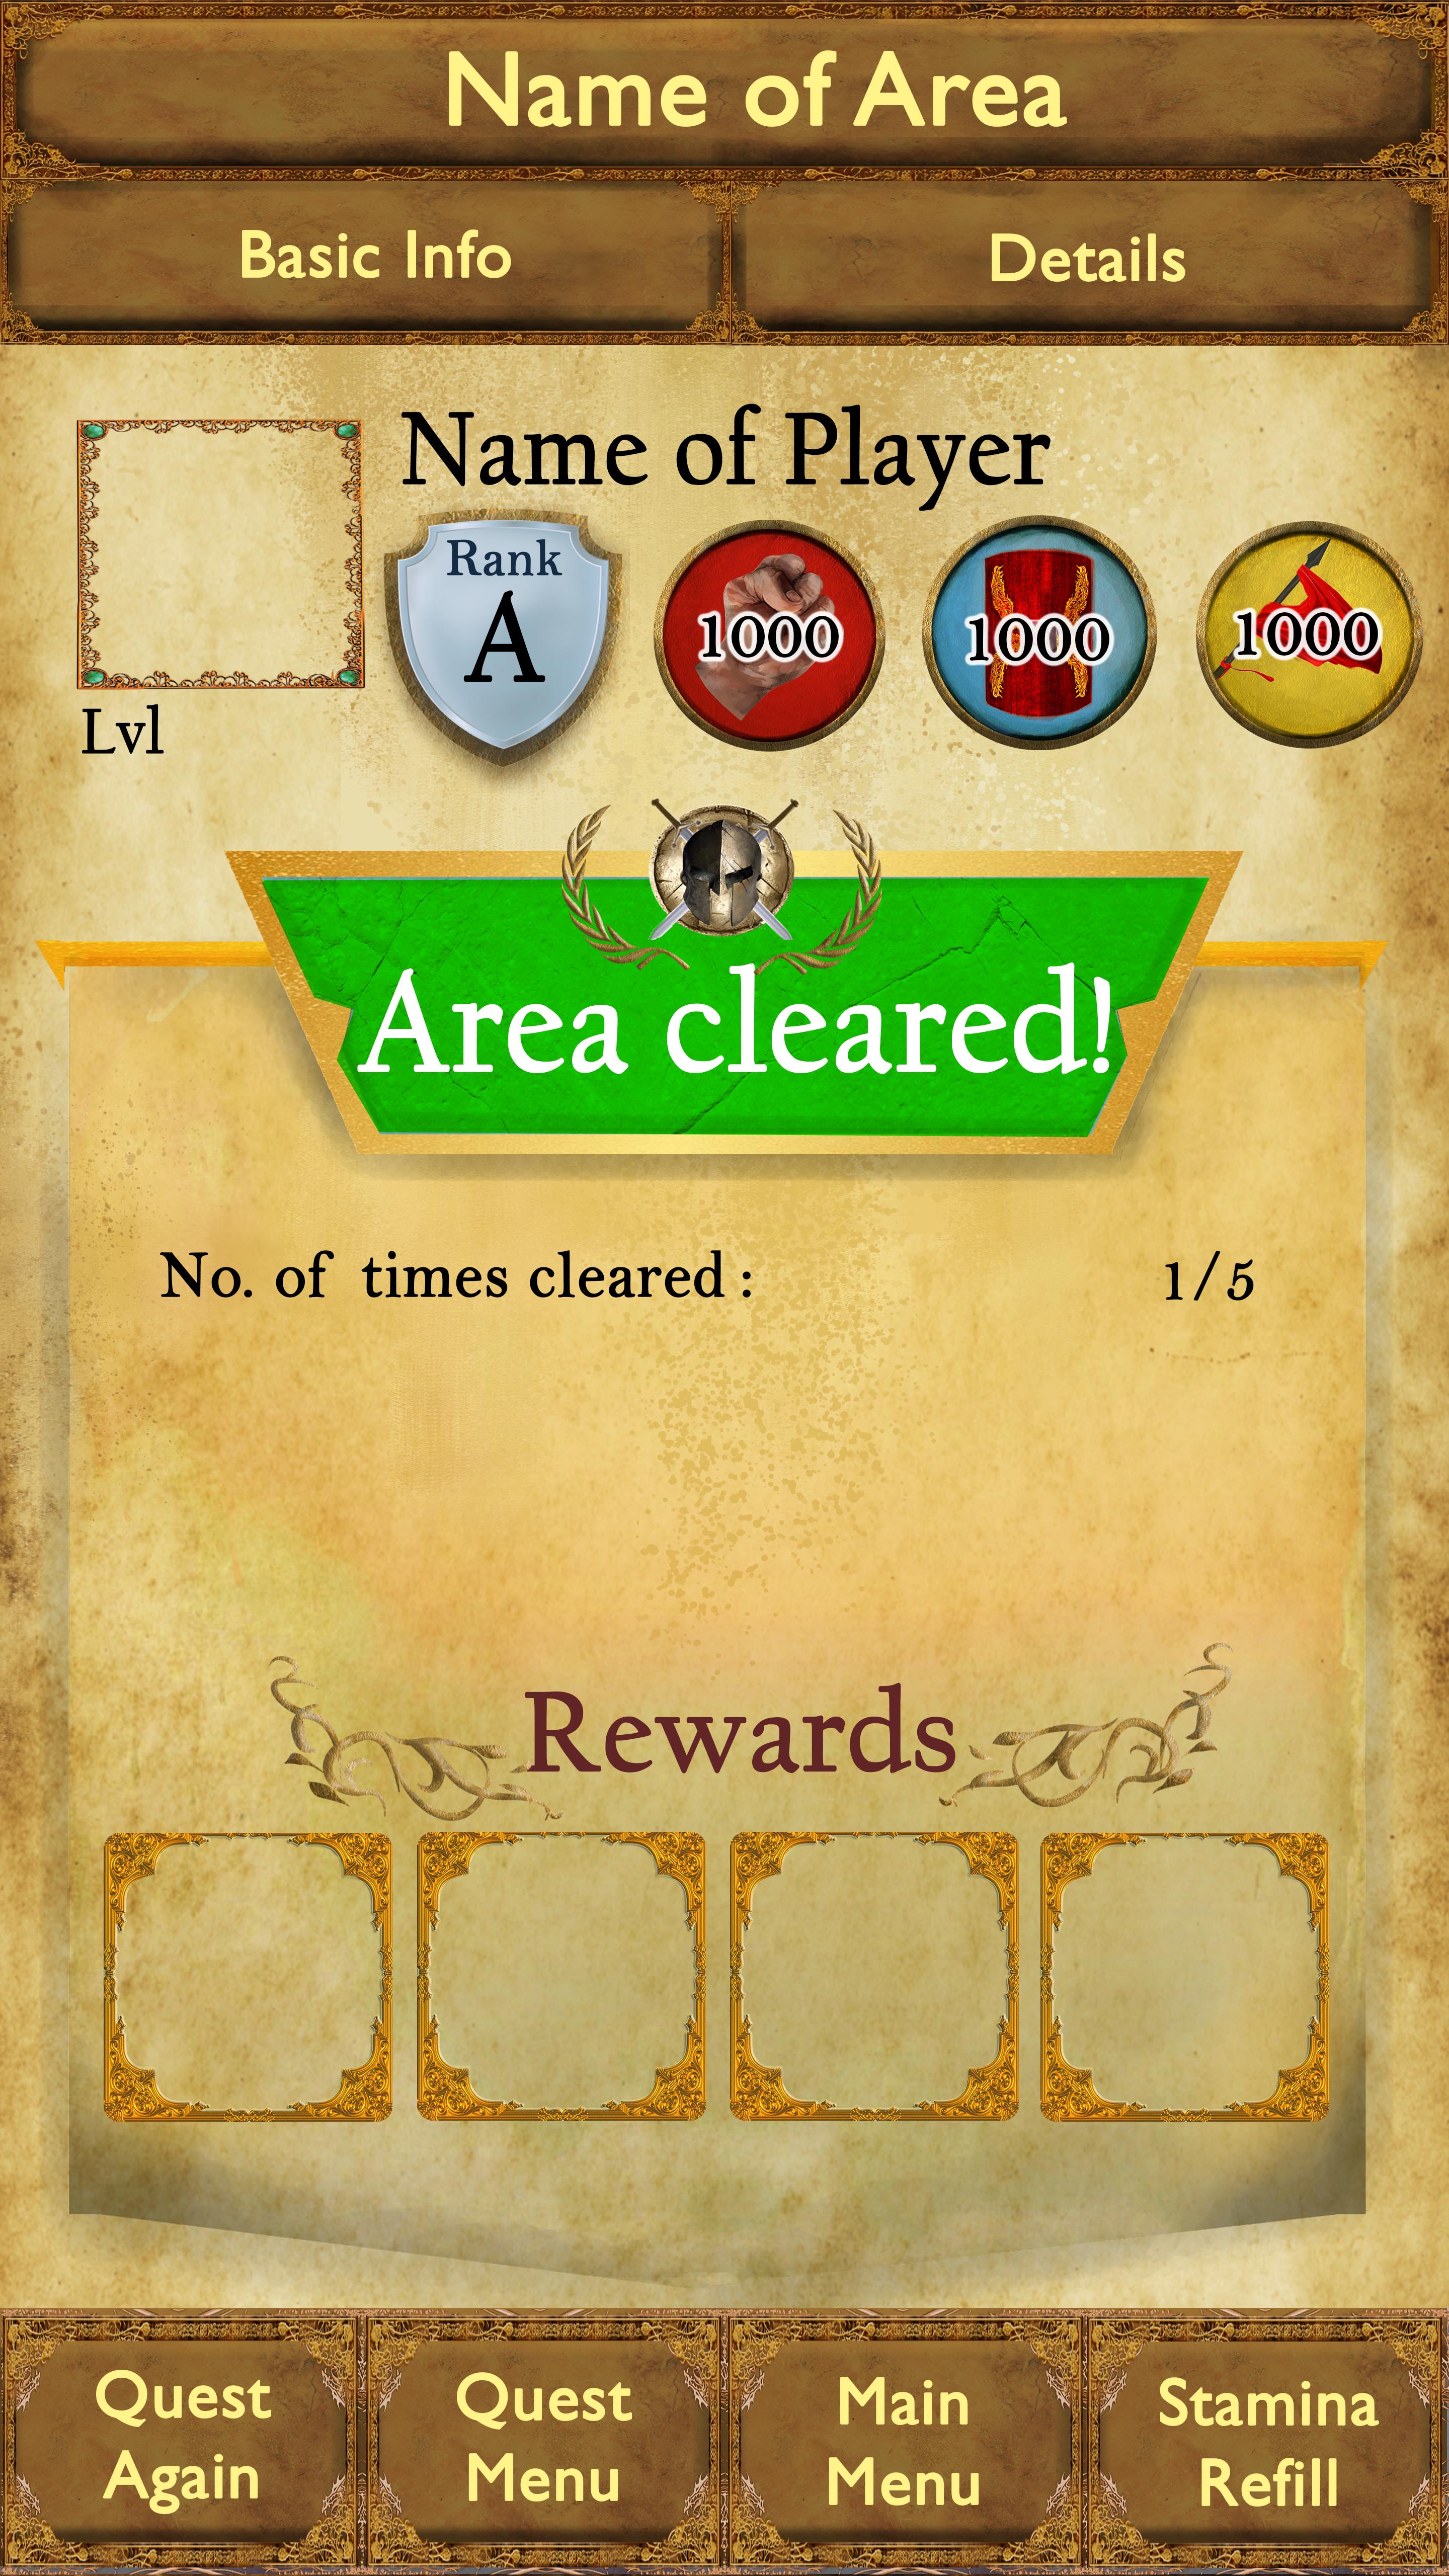 Name of Area
Basic Info
Details
Name of Player
Rank
A
1000
1000
1000
Lvl
Area cleared!
No. of times cleared :
1/5
Rewards
Quest
Again
Quest
Menu
Main
Menu
Stamina
Refill